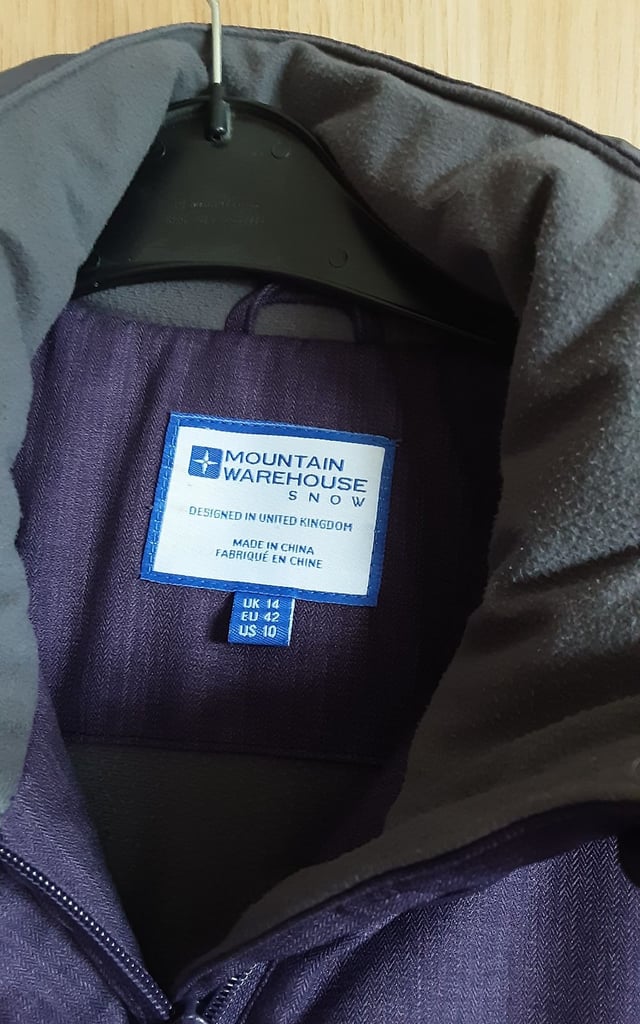 MOUNTAIN
WAREHOUSE
SNOW
DESIGNED IN UNITED KINGDOM
MADE IN CHINA
FABRIQUÉ EN CHINE
UK 14
EU 42
US 10